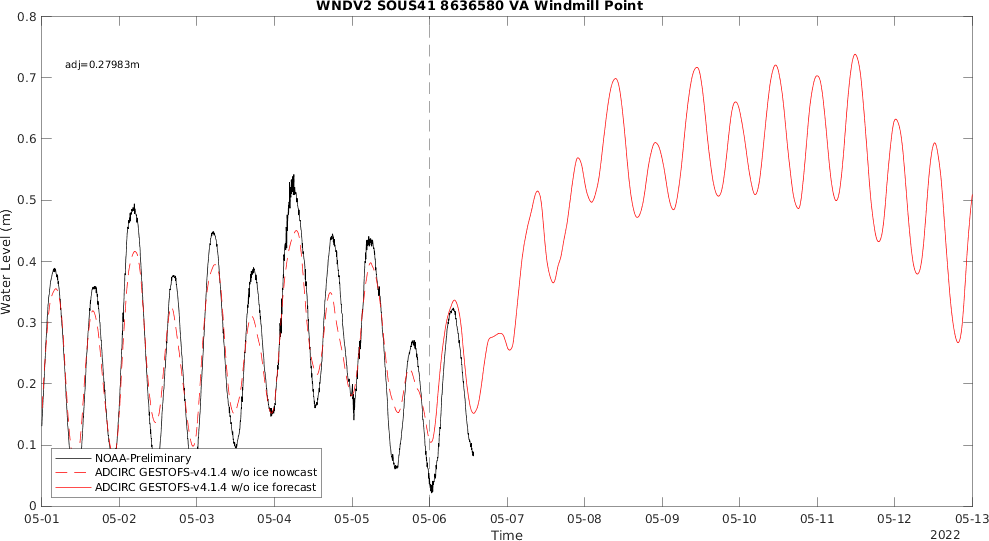 WNDV2 SOUS41 8636580 VA Windmill Point
adj=0.27983m
Water Level (m)
0.8
0.7
0.6
0.5
0.4
0.3
0.2
0.1
0
NOAA-Preliminary
ADCIRC GESTOFS-v4.1.4 w/o ice nowcast
ADCIRC GESTOFS-v4.1.4 w/o ice forecast
05-01 05-02 05-03 05-04 05-05 05-06 05-07 05-08 05-09 05-10 05-11 05-12 05-13
Time
2022